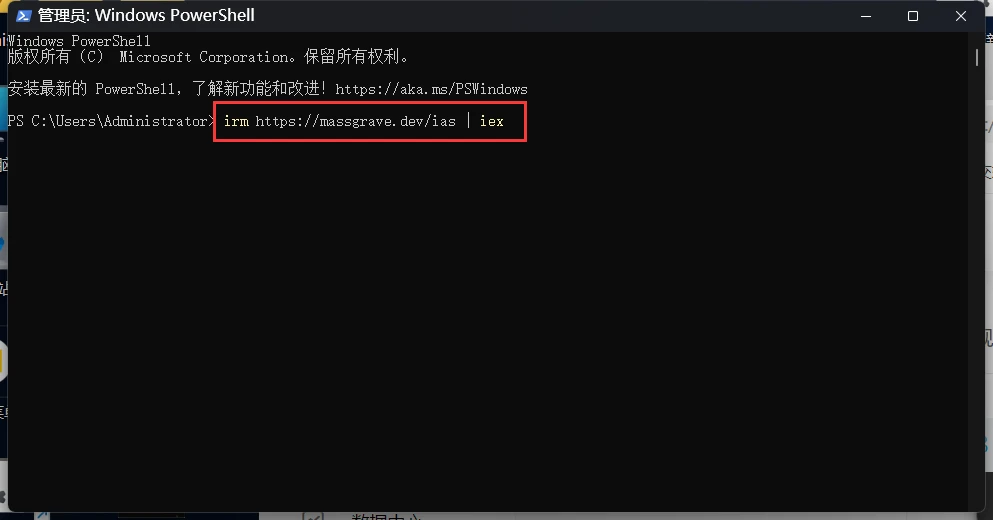 管理员: Windows PowerShell
Windows PowerShell
版权所有 (C) Microsoft Corporation。保留所有权利。
安装最新的 PowerShell，了解新功能和改进！https://aka.ms/PSWindows
PS C:\Users\Administrator> irm https://massgrave.dev/ias | iex